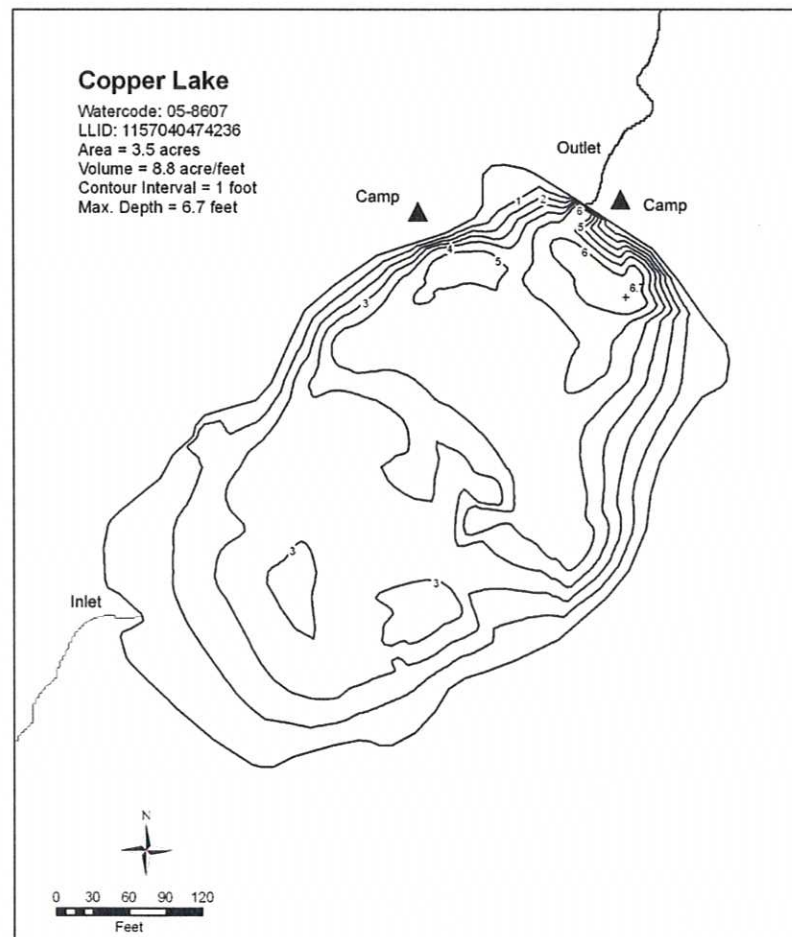 Copper Lake
Watercode: 05-8607
LLID: 1157040474236
Area = 3.5 acres
Volume = 8.8 acre/feet
Contour Interval = 1 foot
Max. Depth = 6.7 feet
Outlet
Camp
Camp
1
2
6
5
4
5
6
6.7
3
3
3
Inlet
N
0 30 60 90 120
Feet